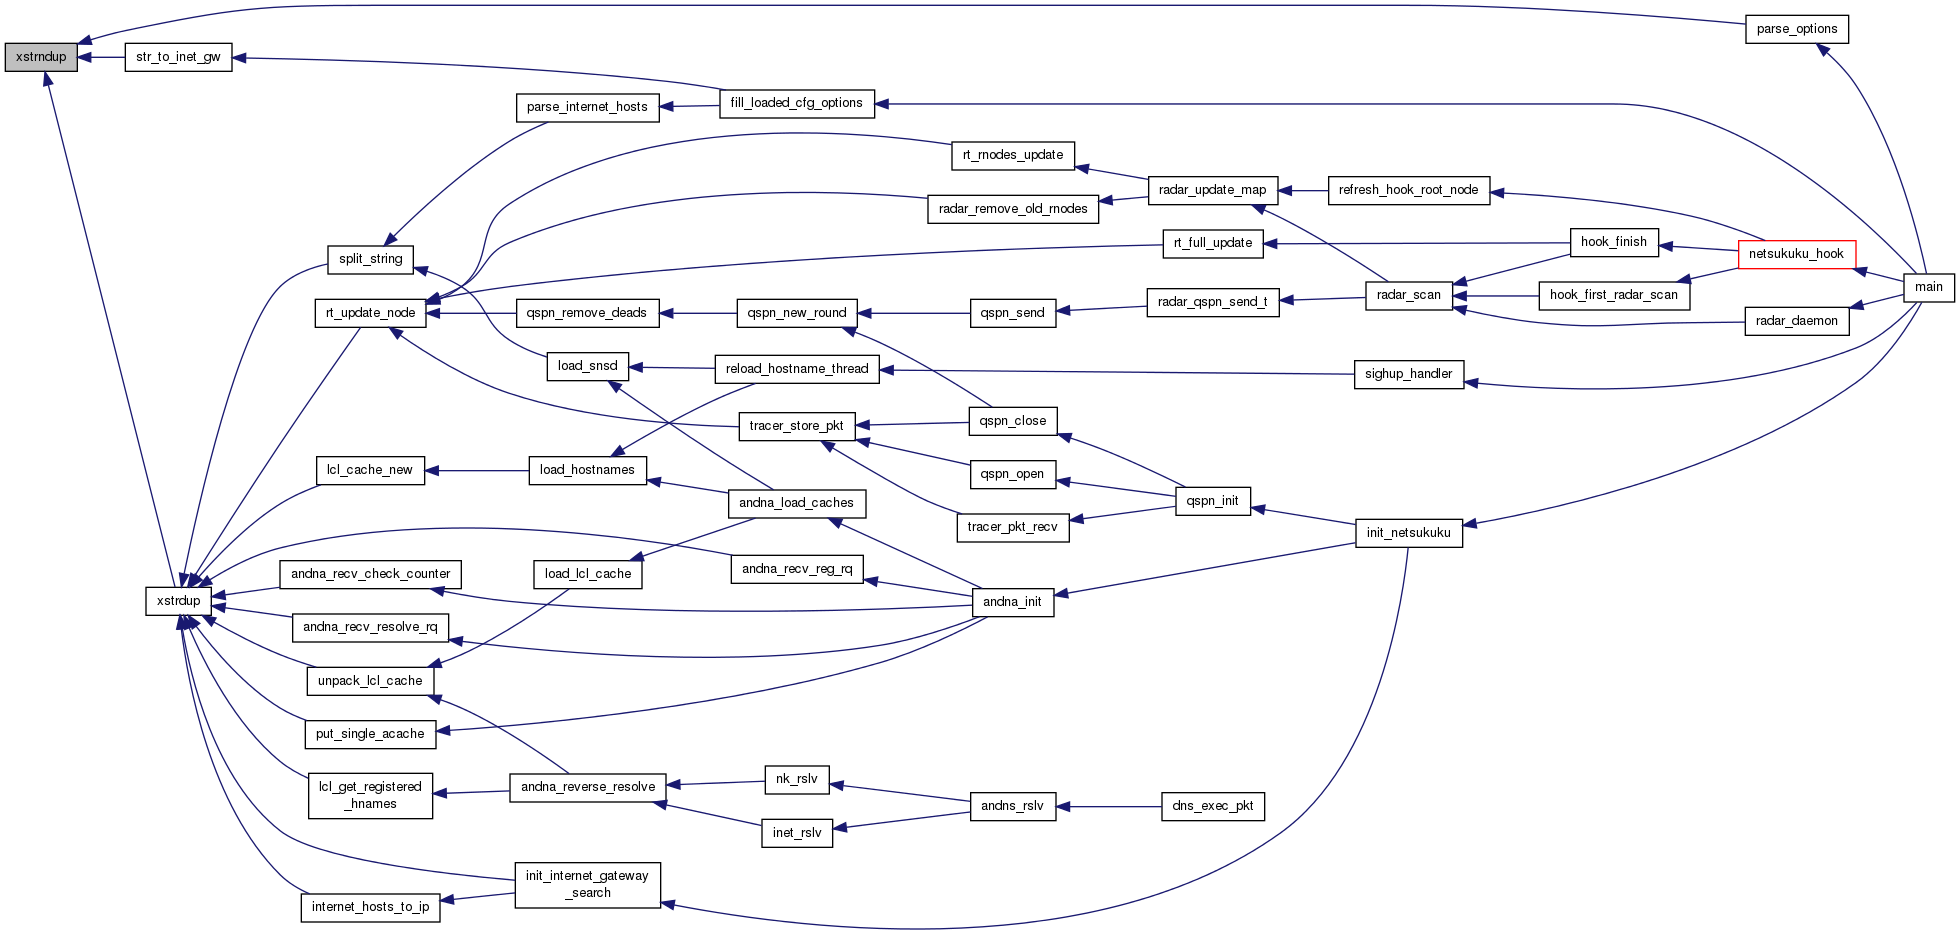 xstrndup
str_to_inet_gw
parse_options
parse_internet_hosts
fill_loaded_cfg_options
rt_rnodes_update
radar_update_map
refresh_hook_root_node
radar_remove_old_rnodes
split_string
rt_full_update
hook_finish
netsukuku_hook
main
rt_update_node
qspn_remove_deads
qspn_new_round
qspn_send
radar_qspn_send_t
radar_scan
hook_first_radar_scan
radar_daemon
load_snsd
reload_hostname_thread
sighup_handler
tracer_store_pkt
qspn_close
lcl_cache_new
load_hostnames
qspn_open
andna_load_caches
qspn_init
tracer_pkt_recv
init_netsukuku
andna_recv_check_counter
load_lcl_cache
andna_recv_reg_rq
xstrdup
andna_init
andna_recv_resolve_rq
unpack_lcl_cache
put_single_acache
lcl_get_registered
_hnames
andna_reverse_resolve
nk_rslv
andns_rslv
dns_exec_pkt
inet_rslv
init_internet_gateway
_search
internet_hosts_to_ip